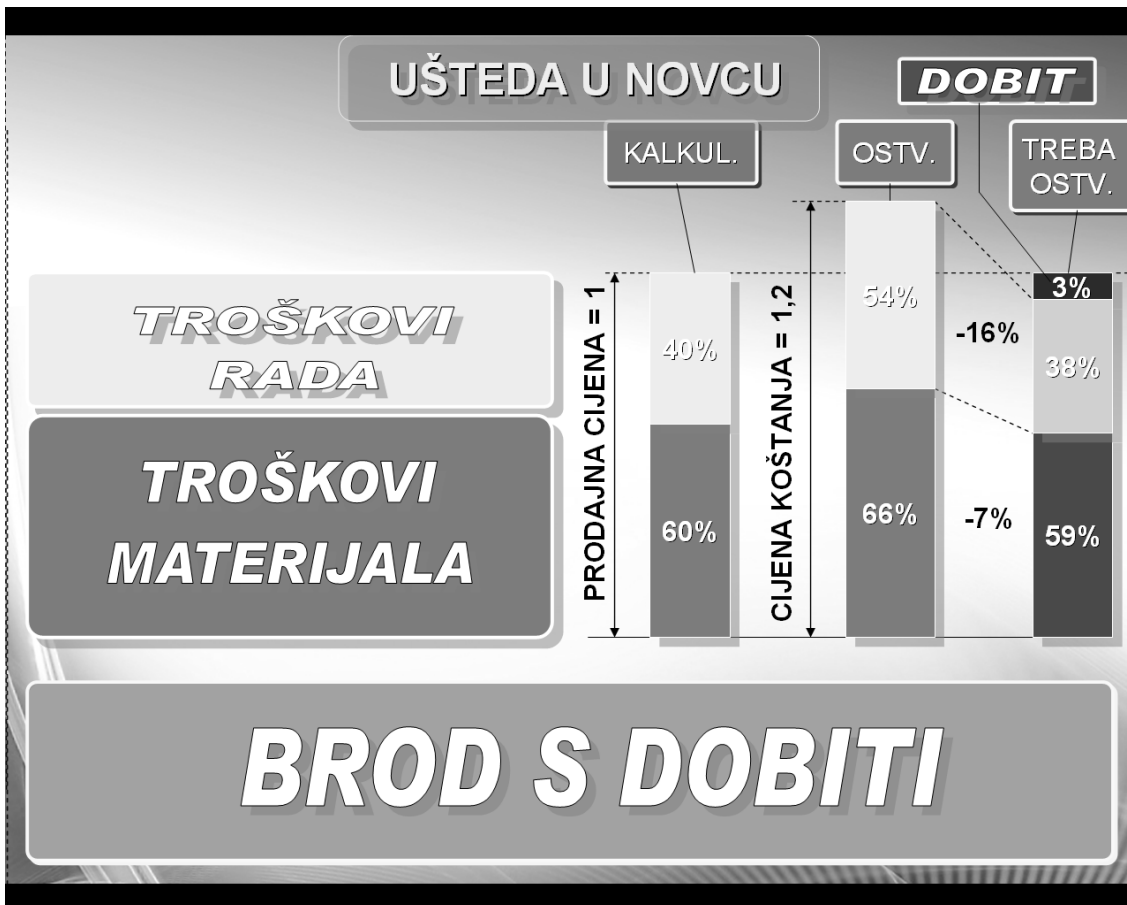 UŠTEDA U NOVCU
DOBIT
KALKUL.
OSTV.
TREBA
OSTV.
TROŠKOVI
RADA
TROŠKOVI
MATERIJALA
PRODAJNA CIJENA = 1
40%
60%
CIJENA KOŠTANJA = 1,2
54%
66%
-16%
-7%
3%
38%
59%
BROD S DOBITI